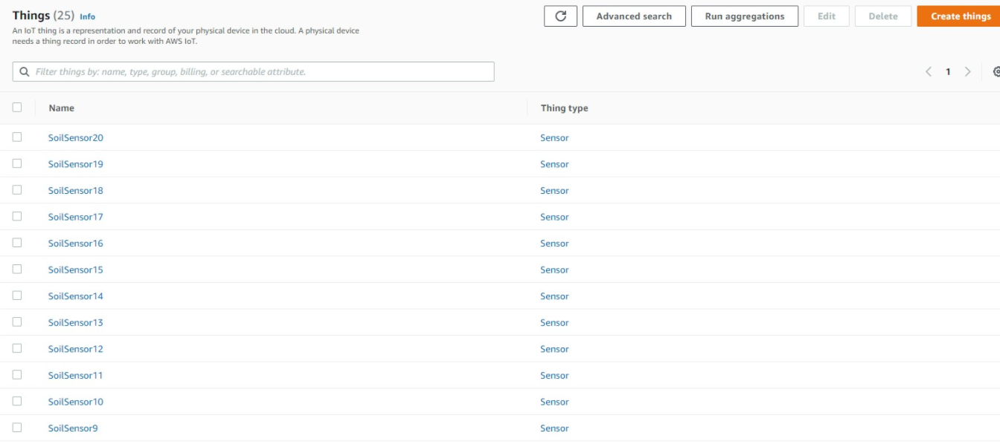 Things (25) Info
Advanced search
Run aggregations
Edit
Delete
Create things
An IoT thing is a representation and record of your physical device in the cloud. A physical device
needs a thing record in order to work with AWS IoT.
Filter things by: name, type, group, billing, or searchable attribute.
1
Name Thing type
SoilSensor20 Sensor
SoilSensor19 Sensor
SoilSensor18 Sensor
SoilSensor17 Sensor
SoilSensor16 Sensor
SoilSensor15 Sensor
SoilSensor14 Sensor
SoilSensor13 Sensor
SoilSensor12 Sensor
SoilSensor11 Sensor
SoilSensor10 Sensor
SoilSensor9 Sensor